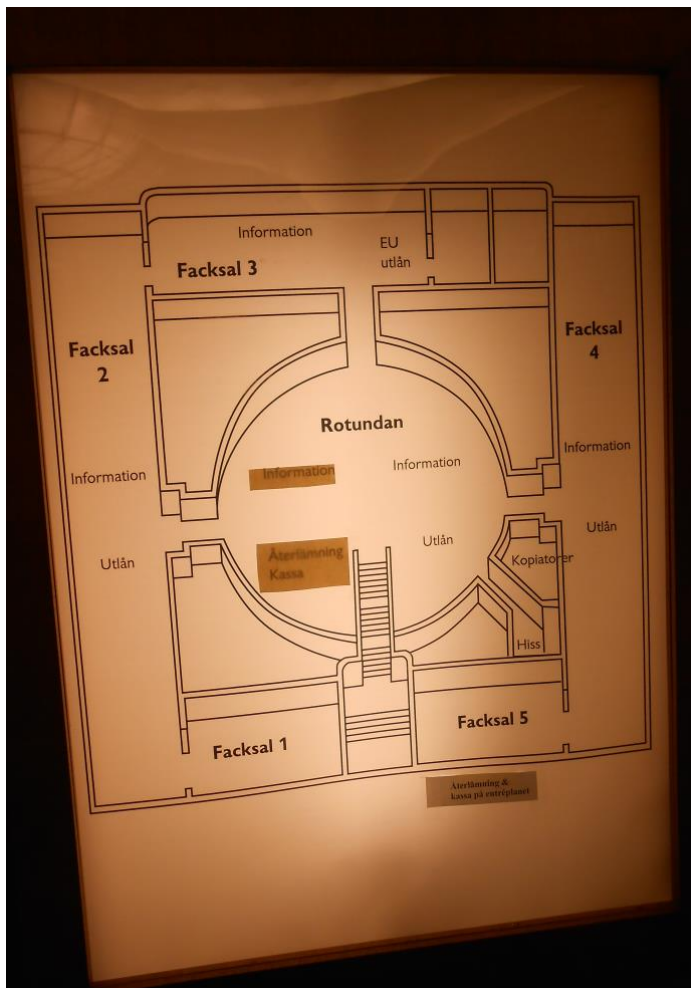 Information
EU
utlån
Facksal 3
Facksal
2
Facksal
4
Rotundan
Information
Information
Information
Information
Utlån
Utlån
Utlån
Återlämning
Kassa
Kopiatorer
Hiss
Facksal 1
Facksal 5
Återlämning &
kassa på entréplanet